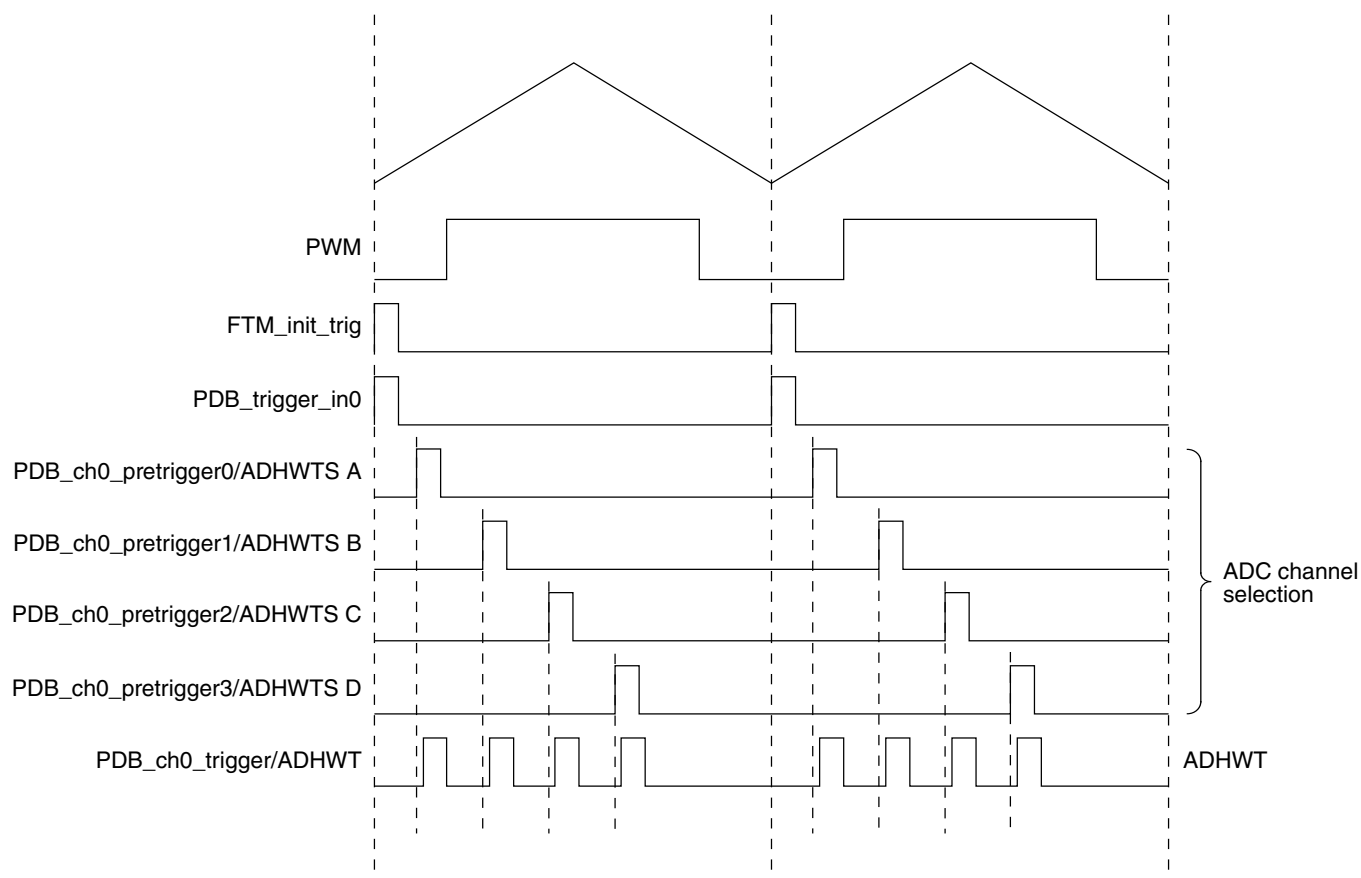 PWM
FTM_init_trig
PDB_trigger_in0
PDB_ch0_pretrigger0/ADHWTS A
PDB_ch0_pretrigger1/ADHWTS B
PDB_ch0_pretrigger2/ADHWTS C
PDB_ch0_pretrigger3/ADHWTS D
ADC channel
selection
PDB_ch0_trigger/ADHWT
ADHWT